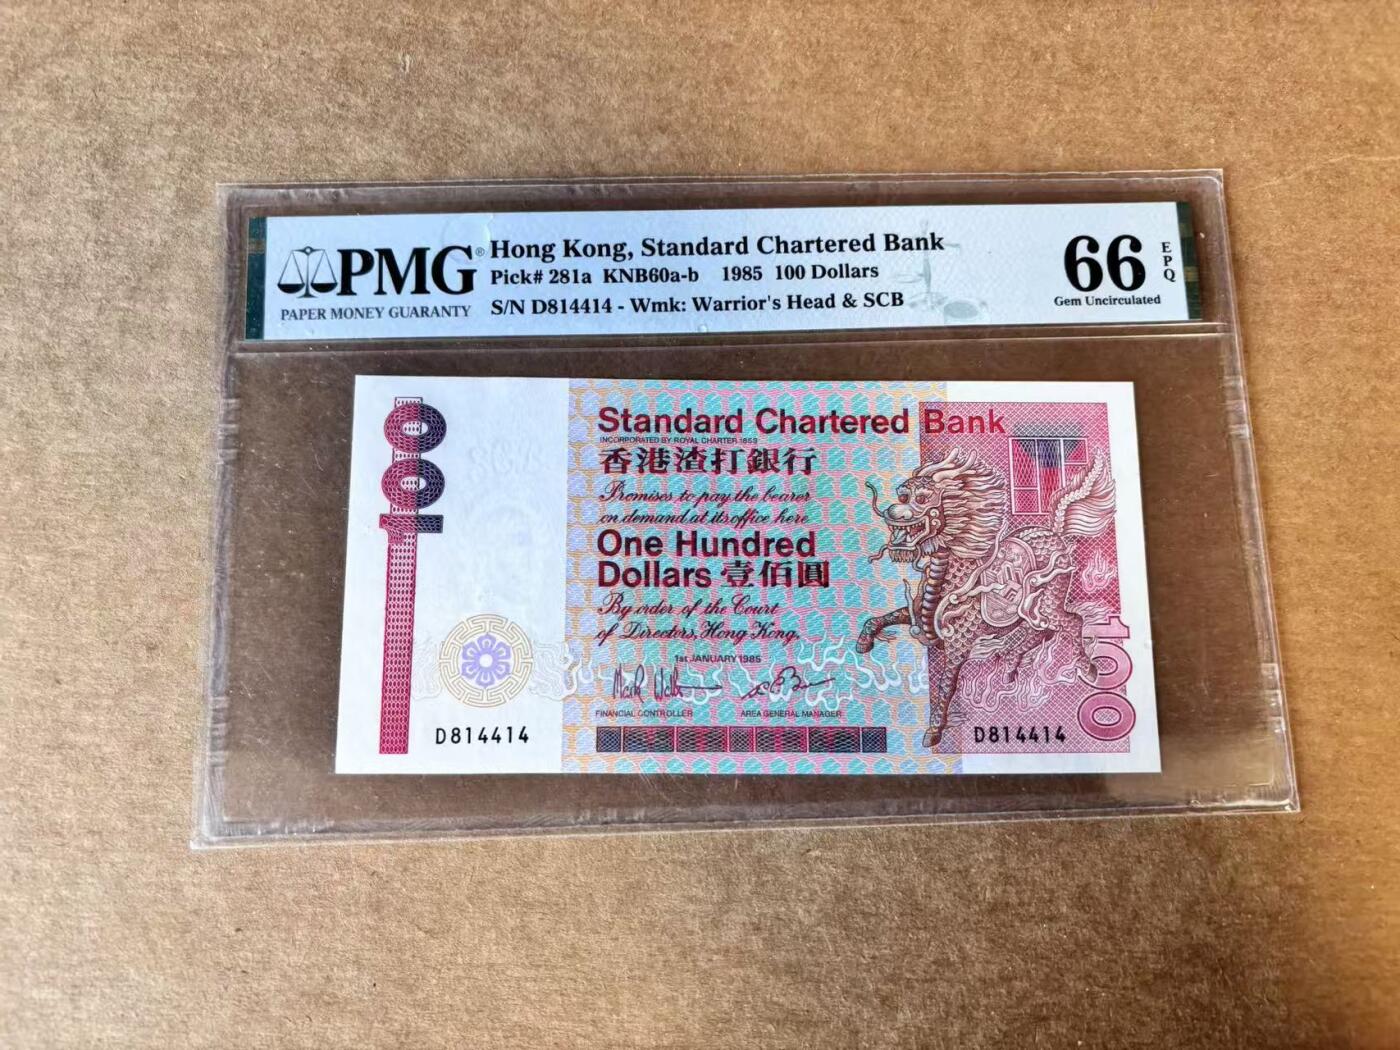 PMG®
PAPER MONEY GUARANTY
Hong Kong, Standard Chartered Bank
Pick# 281a KNB60a-b 1985 100 Dollars
S/N D814414 - Wmk: Warrior's Head & SCB
66
EPQ
Gem Uncirculated
100
Standard Chartered Bank
INCORPORATED BY ROYAL CHARTER 1853
香港渣打銀行
Promises to pay the bearer
on demand at its office here
One Hundred
Dollars 壹佰圓
By order of the Court
of Directors, Hong Kong,
1st JANUARY 1985
FINANCIAL CONTROLLER AREA GENERAL MANAGER
D814414
D814414
100